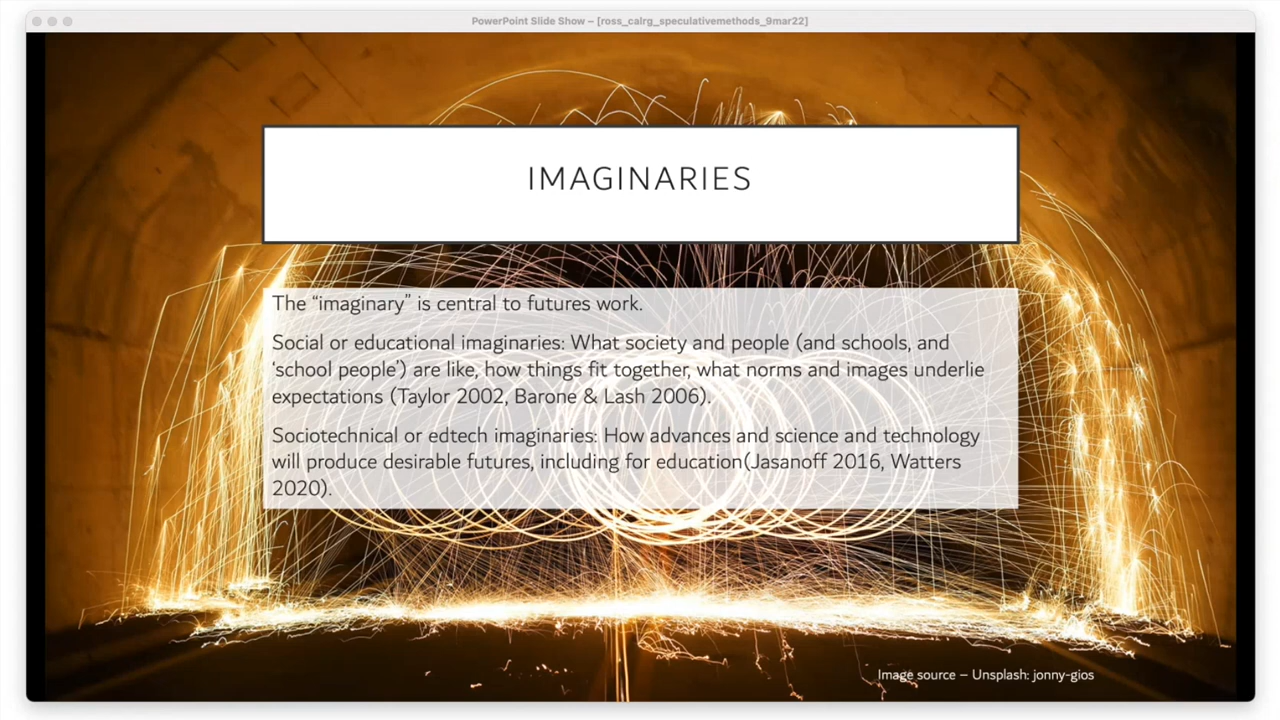 PowerPoint Slide Show – [ross_calrg_speculativemethods_9mar22]
IMAGINARIES
The “imaginary” is central to futures work.
Social or educational imaginaries: What society and people (and schools, and
‘school people’) are like, how things fit together, what norms and images underlie
expectations (Taylor 2002, Barone & Lash 2006).
Sociotechnical or edtech imaginaries: How advances and science and technology
will produce desirable futures, including for education(Jasanoff 2016, Watters
2020).
Image source – Unsplash: jonny-gios